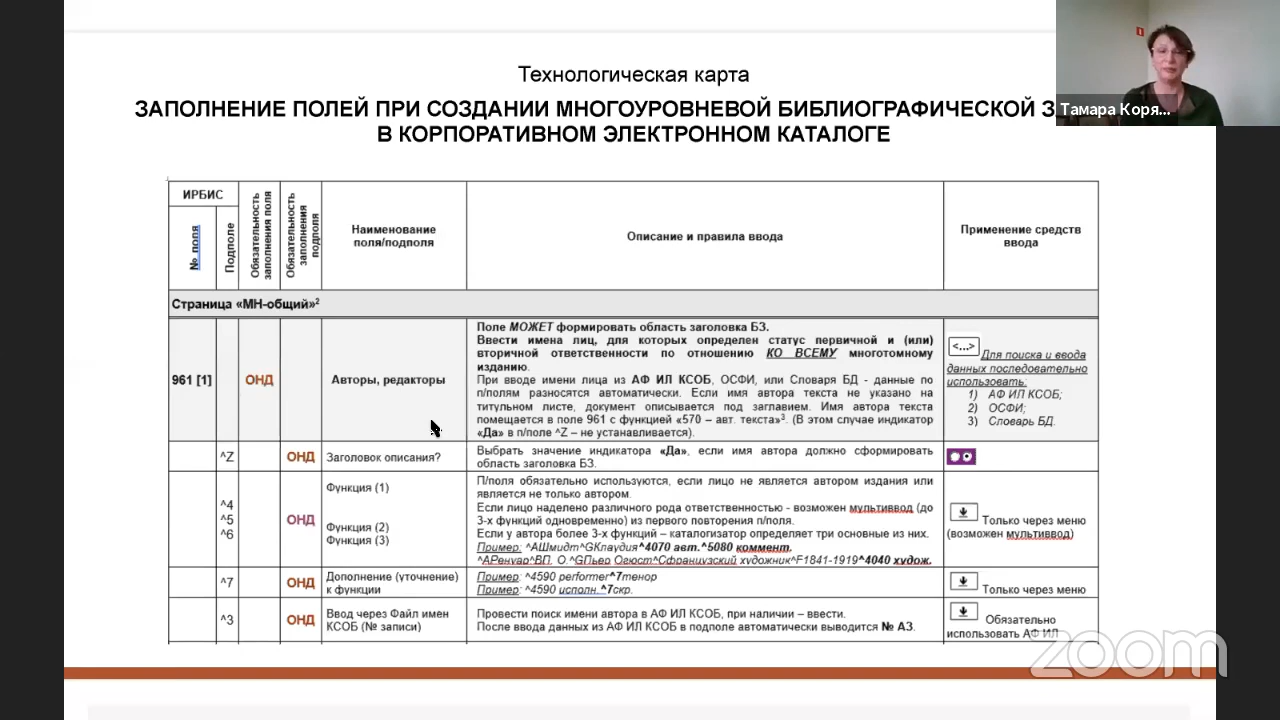 Технологическая карта
ЗАПОЛНЕНИЕ ПОЛЕЙ ПРИ СОЗДАНИИ МНОГОУРОВНЕВОЙ БИБЛИОГРАФИЧЕСКОЙ
В КОРПОРАТИВНОМ ЭЛЕКТРОННОМ КАТАЛОГЕ
Тамара Коря...
ИРБИС
№ поля
Подполе
Обязательность заполнения поля
Обязательность заполнения подполя
Наименование
поля/подполя
Описание и правила ввода
Применение средств
ввода
Страница «МН-общий»²
961 [1]
ОНД
Авторы, редакторы
Поле МОЖЕТ формировать область заголовка БЗ.
Ввести имена лиц, для которых определен статус первичной и (или)
вторичной ответственности по отношению КО ВСЕМУ многотомному
изданию.
При вводе имени лица из АФ ИЛ КСОБ, ОСФИ, или Словаря БД - данные по
п/полям разносятся автоматически. Если имя автора текста не указано на
титульном листе, документ описывается под заглавием. Имя автора текста
помещается в поле 961 с функцией «570 – авт. текста»³. (В этом случае индикатор
«Да» в п/поле ^Z – не устанавливается).
<...> Для поиска и ввода
данных последовательно
использовать:
1) АФ ИЛ КСОБ;
2) ОСФИ;
3) Словарь БД.
^Z
ОНД
Заголовок описания?
Выбрать значение индикатора «Да», если имя автора должно сформировать
область заголовка БЗ.
^4
^5
^6
ОНД
Функция (1)
Функция (2)
Функция (3)
П/поля обязательно используются, если лицо не является автором издания или
является не только автором.
Если лицо наделено различного рода ответственностью - возможен мультиввод (до
3-х функций одновременно) из первого повторения п/поля.
Если у автора более 3-х функций – каталогизатор определяет три основные из них.
Пример: ^AШмидт^GКлаудия^4070 авт.^5080 коммент.
^AРенуар^BП. О.^GПьер Огюст^Cфранцузский художник^F1841-1919^4040 худож.
Только через меню
(возможен мультиввод)
^7
ОНД
Дополнение (уточнение)
к функции
Пример: ^4590 performer^7тенор
Пример: ^4590 исполн.^7скр.
Только через меню
^3
ОНД
Ввод через Файл имен
КСОБ (№ записи)
Провести поиск имени автора в АФ ИЛ КСОБ, при наличии – ввести.
После ввода данных из АФ ИЛ КСОБ в подполе автоматически выводится № АЗ.
Обязательно
использовать АФ ИЛ
zoom